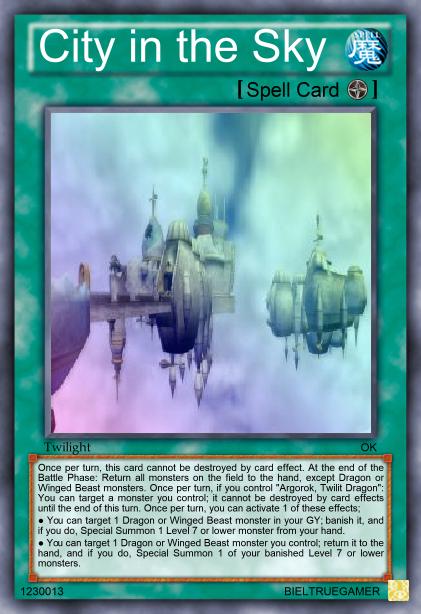 City in the Sky
SPELL
魔
[Spell Card]
Twilight
OK
Once per turn, this card cannot be destroyed by card effect. At the end of the
Battle Phase: Return all monsters on the field to the hand, except Dragon or
Winged Beast monsters. Once per turn, if you control "Argorok, Twilit Dragon":
You can target a monster you control; it cannot be destroyed by card effects
until the end of this turn. Once per turn, you can activate 1 of these effects;
● You can target 1 Dragon or Winged Beast monster in your GY; banish it, and
if you do, Special Summon 1 Level 7 or lower monster from your hand.
● You can target 1 Dragon or Winged Beast monster you control; return it to the
hand, and if you do, Special Summon 1 of your banished Level 7 or lower
monsters.
1230013
BIELTRUEGAMER